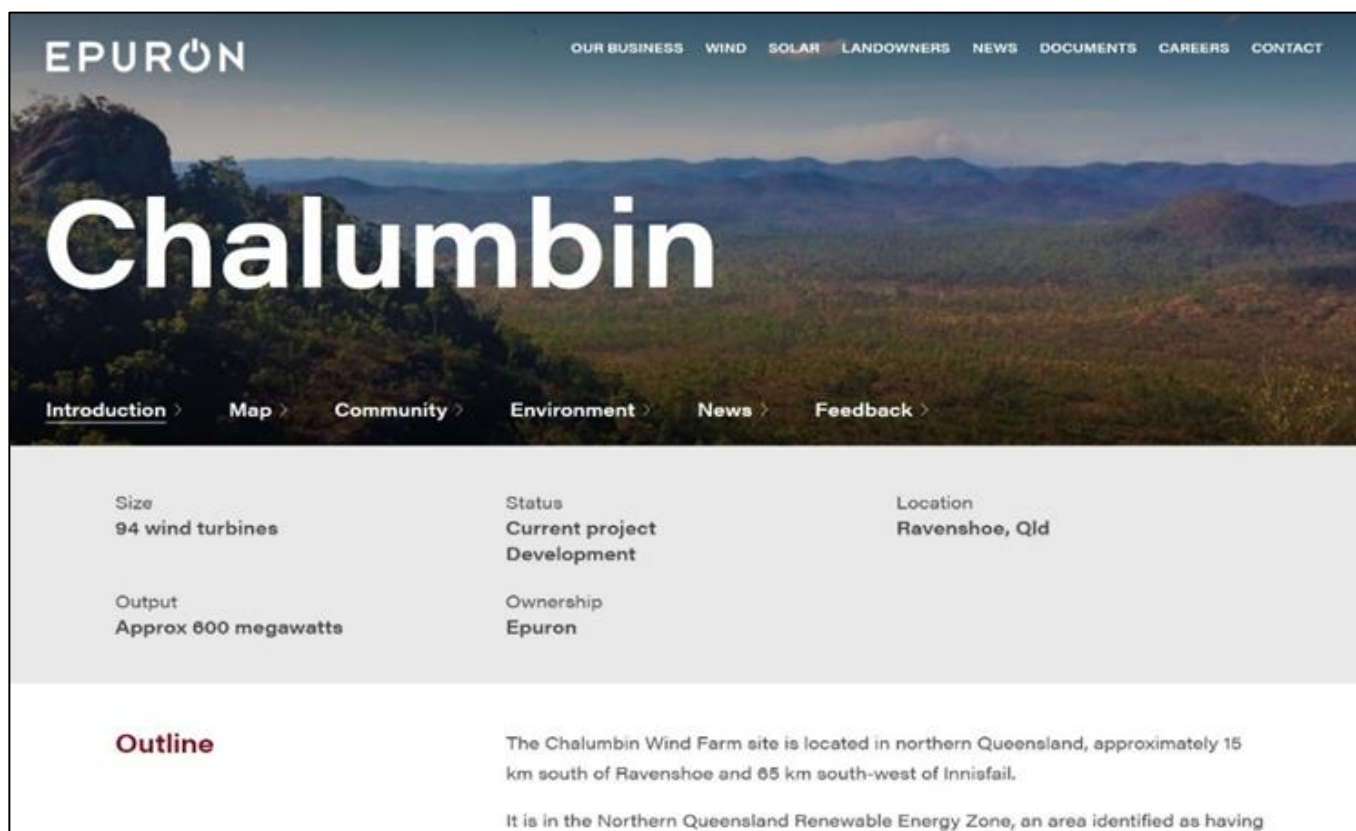 EPURON
OUR BUSINESS WIND SOLAR LANDOWNERS NEWS DOCUMENTS CAREERS CONTACT
Chalumbin
Introduction > Map > Community > Environment > News > Feedback >
Size
94 wind turbines
Status
Current project
Development
Location
Ravenshoe, Qld
Output
Approx 600 megawatts
Ownership
Epuron
Outline
The Chalumbin Wind Farm site is located in northern Queensland, approximately 15
km south of Ravenshoe and 65 km south-west of Innisfail.
It is in the Northern Queensland Renewable Energy Zone, an area identified as having